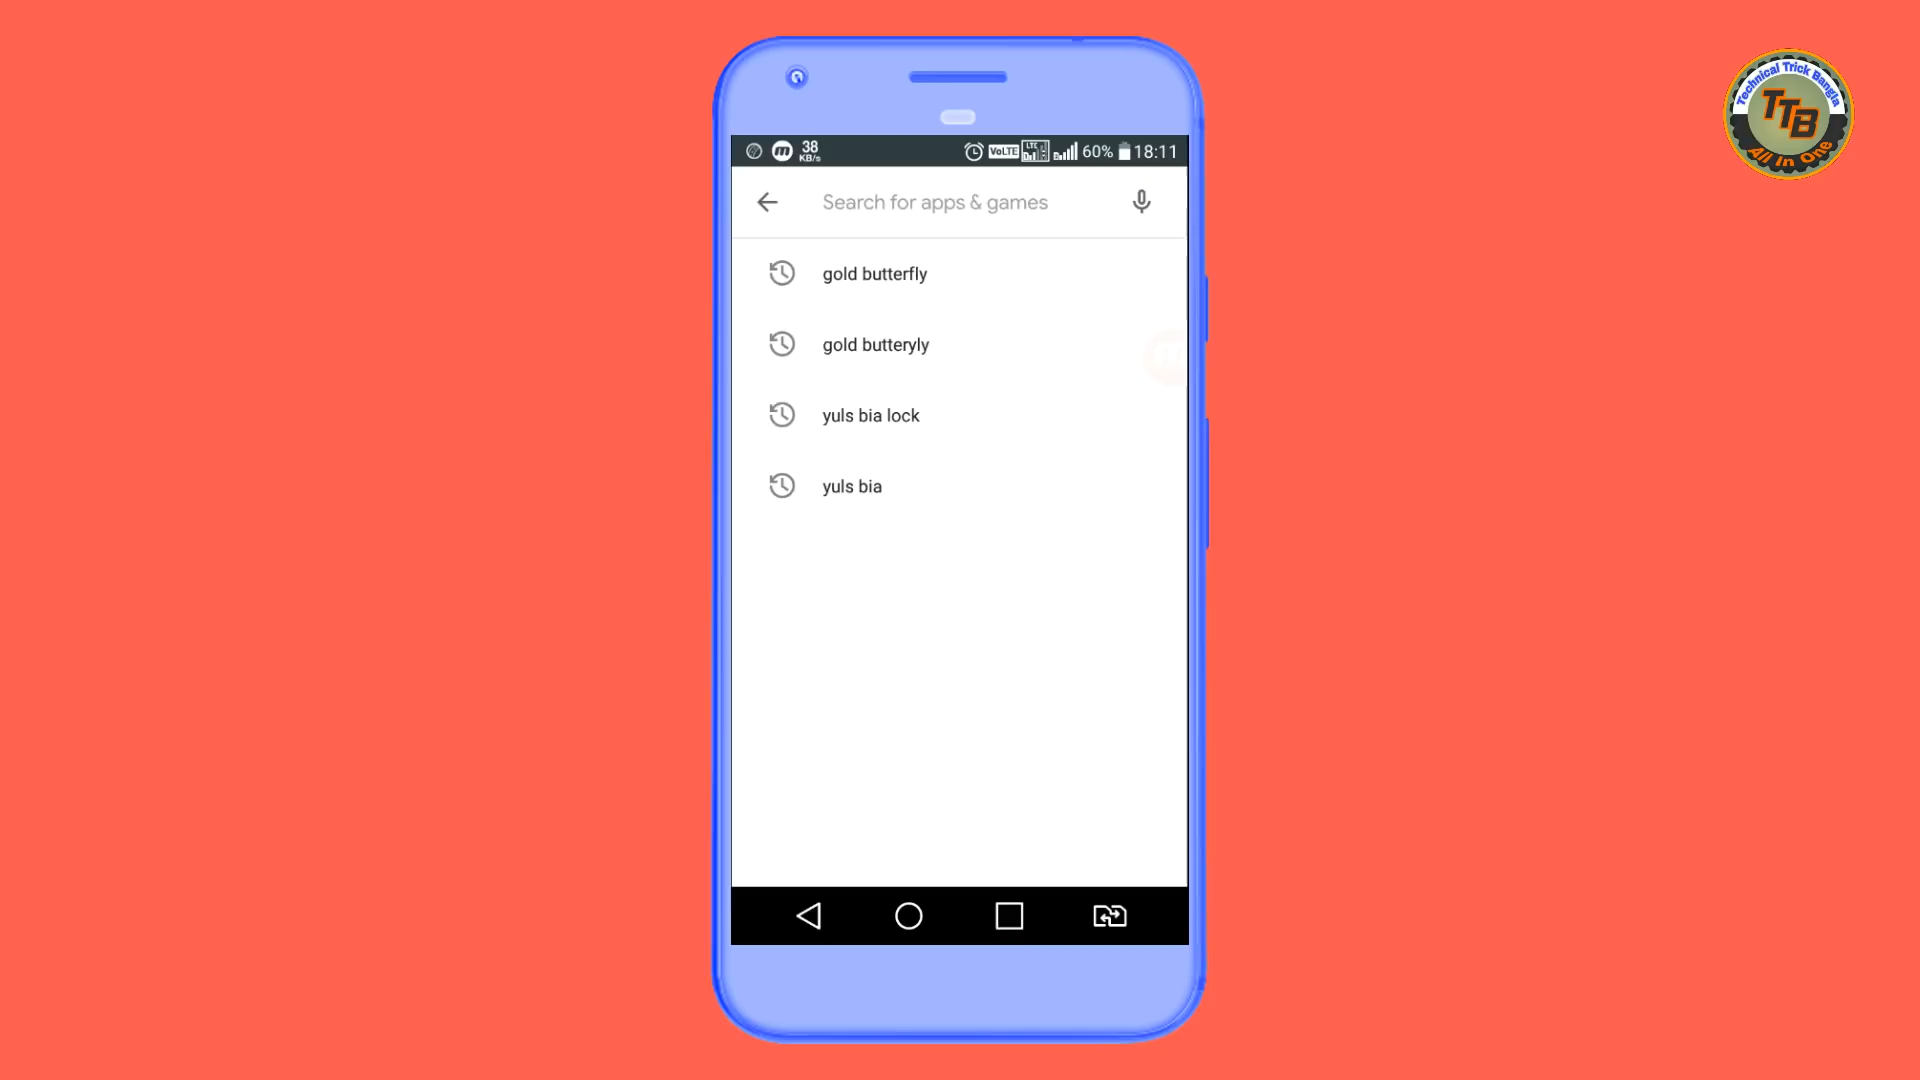 38
KB/s
VoLTE
LTE
60%
18:11
Technical Trick Bangla
TTB
All in One
Search for apps & games
gold butterfly
gold butteryly
yuls bia lock
yuls bia